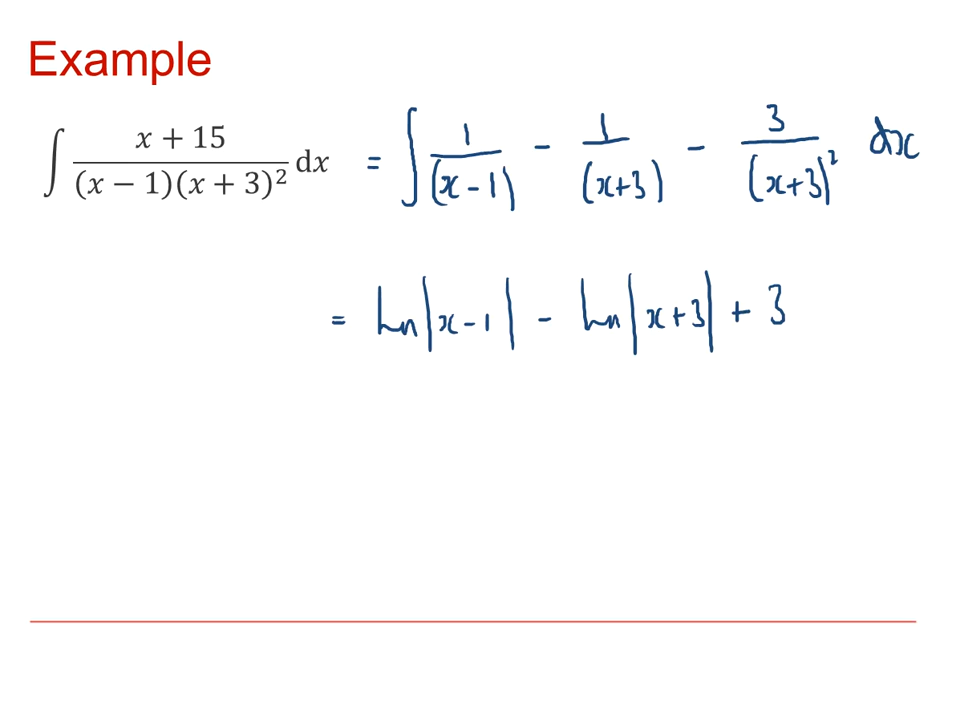 Example
∫ x + 15 / (x − 1)(x + 3)² dx = ∫ 1/(x − 1) − 1/(x+3) − 3/(x+3)² dx
= ln|x − 1| − ln|x+3| + 3